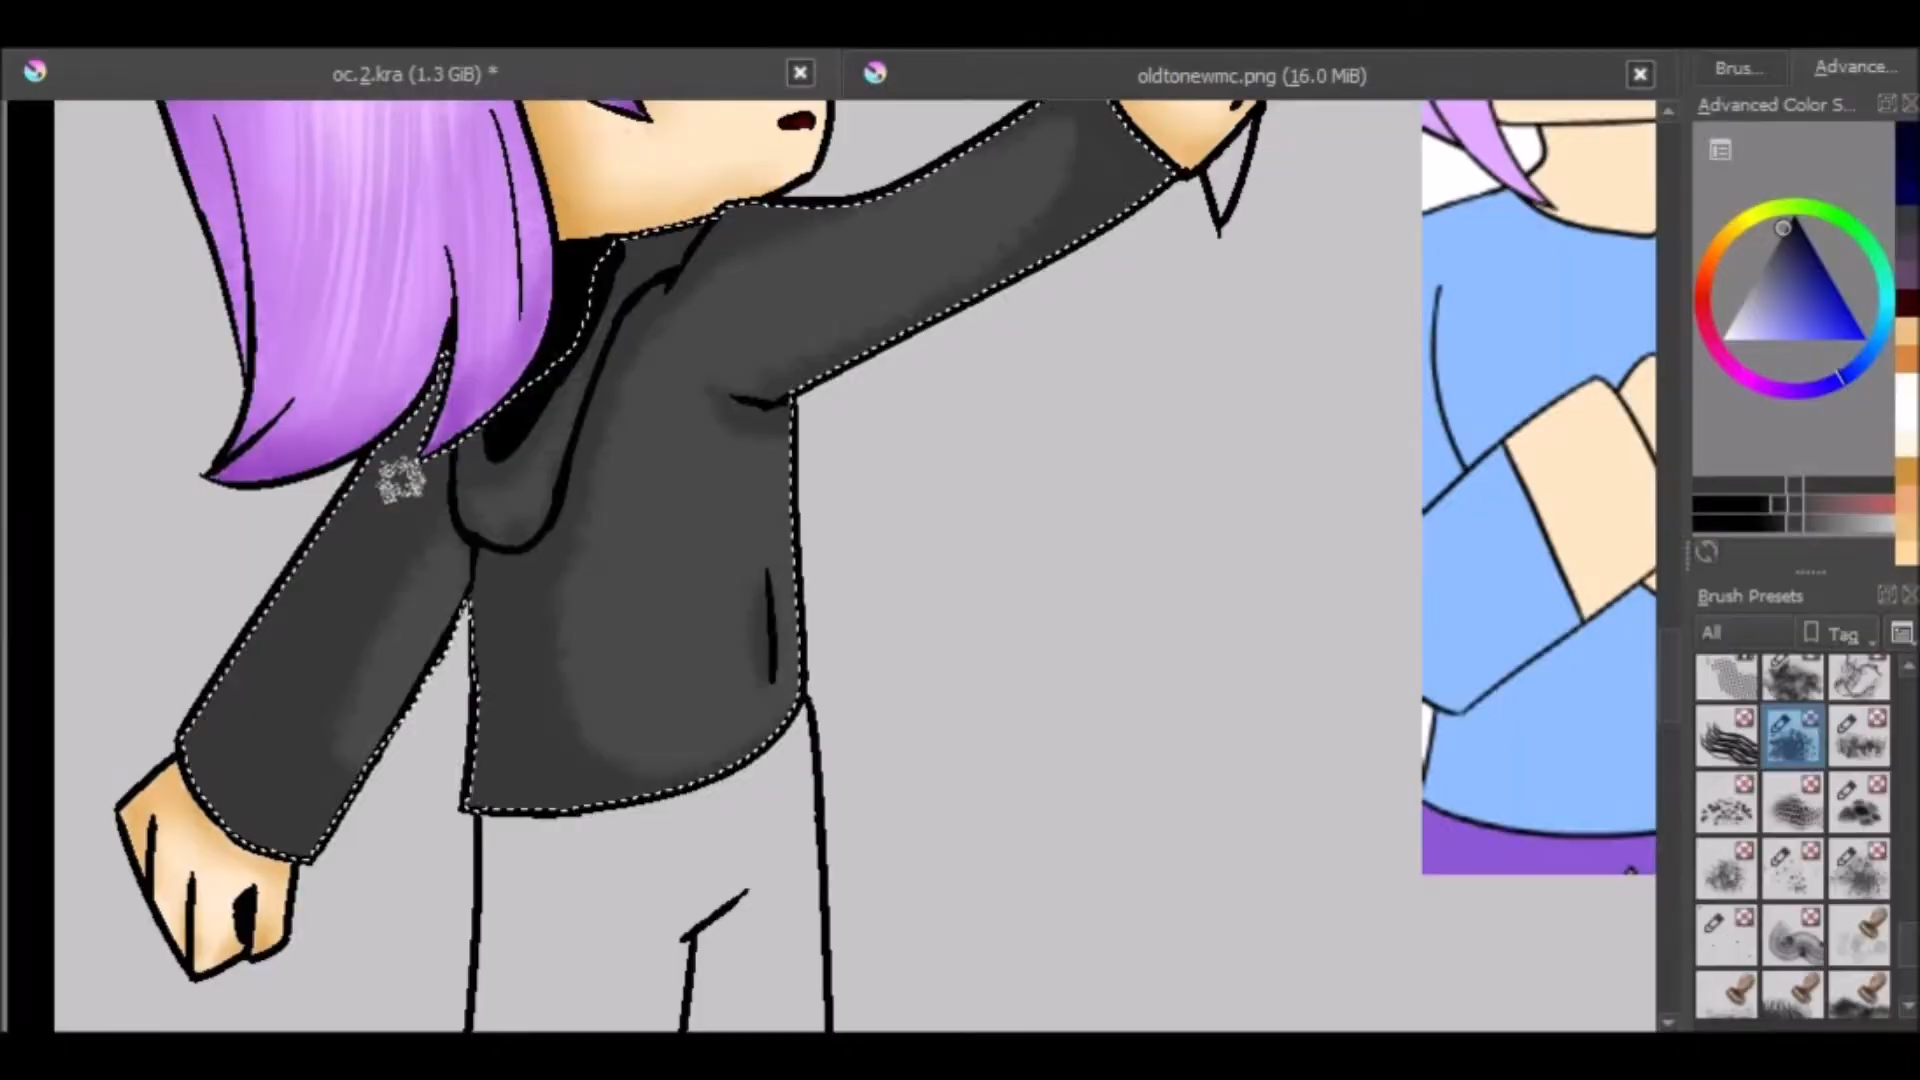 oc.2.kra (1.3 GiB) *
oldtonewmc.png (16.0 MiB)
Brus...
Advance...
Advanced Color S...
Brush Presets
All
Tag